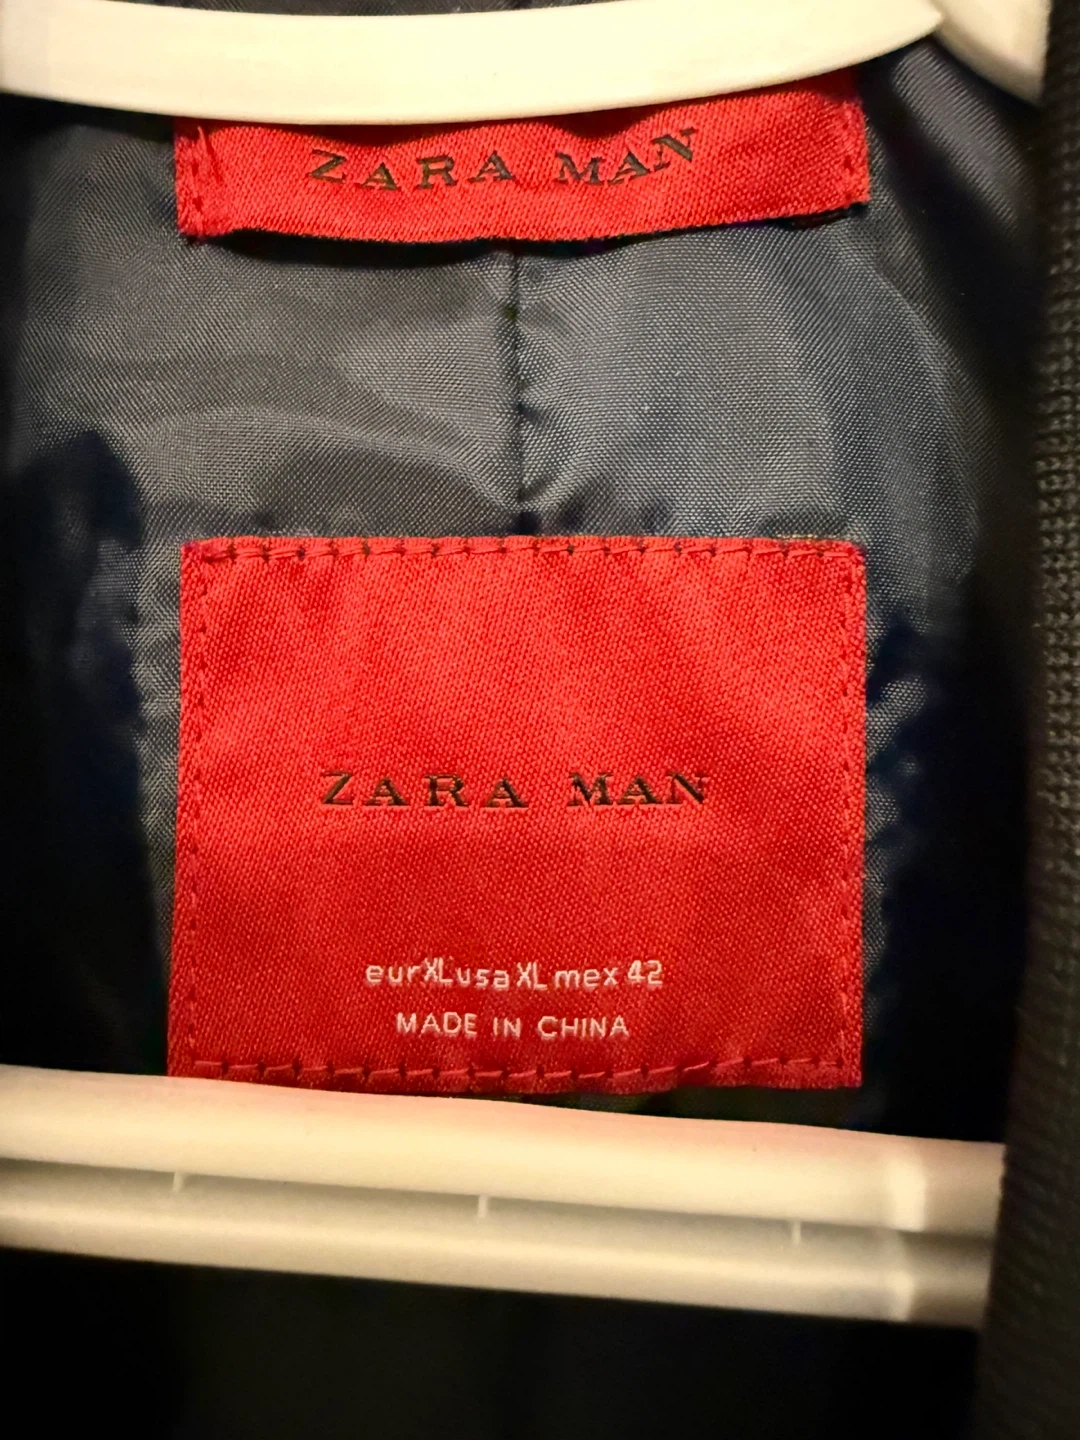 ZARA MAN
ZARA MAN
eur XL usa XL mex 42
MADE IN CHINA